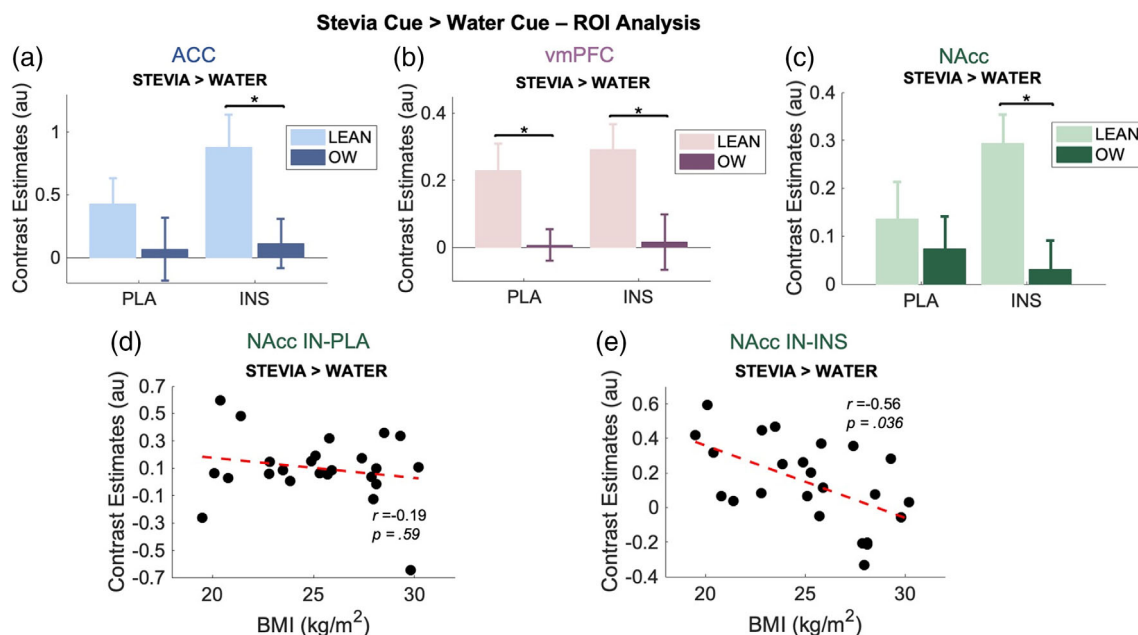 Stevia Cue > Water Cue – ROI Analysis
(a)
ACC
STEVIA > WATER
*
LEAN
OW
Contrast Estimates (au)
1
0.5
0
PLA
INS
(b)
vmPFC
STEVIA > WATER
*
*
LEAN
OW
Contrast Estimates (au)
0.4
0.2
0
PLA
INS
(c)
NAcc
STEVIA > WATER
*
LEAN
OW
Contrast Estimates (au)
0.4
0.3
0.2
0.1
0
PLA
INS
(d)
NAcc IN-PLA
STEVIA > WATER
Contrast Estimates (au)
0.7
0.5
0.3
0.1
-0.1
-0.3
-0.5
-0.7
r =-0.19
p = .59
20
25
30
BMI (kg/m²)
(e)
NAcc IN-INS
STEVIA > WATER
Contrast Estimates (au)
0.6
0.4
0.2
0
-0.2
-0.4
r =-0.56
p = .036
20
25
30
BMI (kg/m²)